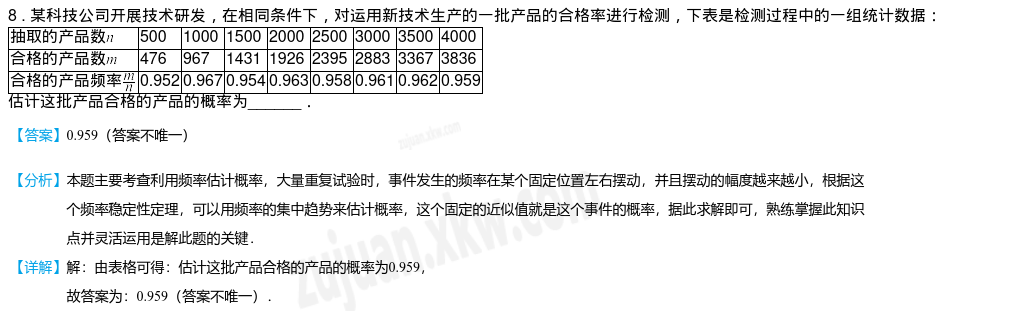 8．某科技公司开展技术研发，在相同条件下，对运用新技术生产的一批产品的合格率进行检测，下表是检测过程中的一组统计数据：
抽取的产品数n 500 1000 1500 2000 2500 3000 3500 4000
合格的产品数m 476 967 1431 1926 2395 2883 3367 3836
合格的产品频率m/n 0.952 0.967 0.954 0.963 0.958 0.961 0.962 0.959
估计这批产品合格的产品的概率为______．
【答案】0.959（答案不唯一）
【分析】本题主要考查利用频率估计概率，大量重复试验时，事件发生的频率在某个固定位置左右摆动，并且摆动的幅度越来越小，根据这
个频率稳定性定理，可以用频率的集中趋势来估计概率，这个固定的近似值就是这个事件的概率，据此求解即可，熟练掌握此知识
点并灵活运用是解此题的关键．
【详解】解：由表格可得：估计这批产品合格的产品的概率为0.959，
故答案为：0.959（答案不唯一）．
zujuan.xkw.com
zujuan.xkw.com